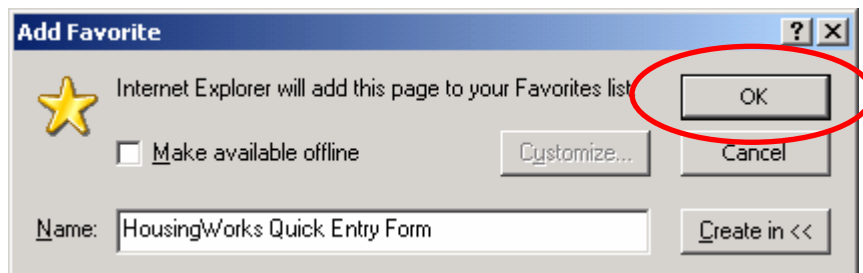 Add Favorite
Internet Explorer will add this page to your Favorites list
OK
Make available offline
Customize...
Cancel
Name:
HousingWorks Quick Entry Form
Create in <<